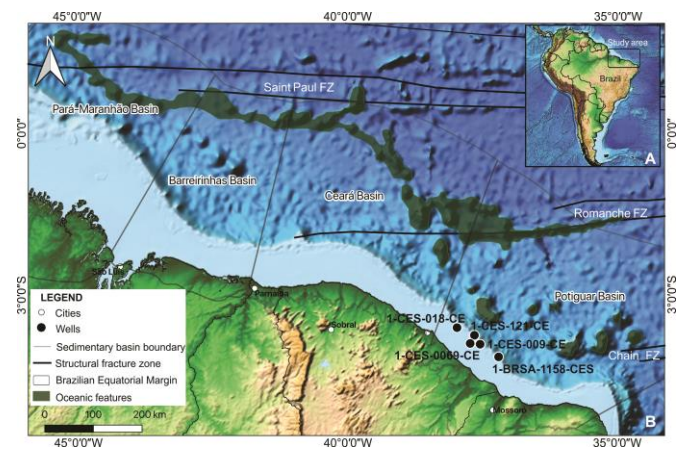 45°0'0"W
40°0'0"W
35°0'0"W
N
Study area
Brazil
A
Saint Paul FZ
Pará-Maranhão Basin
0°0'0"
0°0'0"
Barreirinhas Basin
Ceará Basin
Romanche FZ
São Luís
Parnaíba
Potiguar Basin
3°0'0"S
3°0'0"S
LEGEND
Cities
Wells
Sedimentary basin boundary
Structural fracture zone
Brazilian Equatorial Margin
Oceanic features
Sobral
1-CES-018-CE
1-CES-121-CE
1-CES-009-CE
1-CES-0069-CE
Chain FZ
1-BRSA-1158-CES
Mossoró
0 100 200 km
B
45°0'0"W
40°0'0"W
35°0'0"W